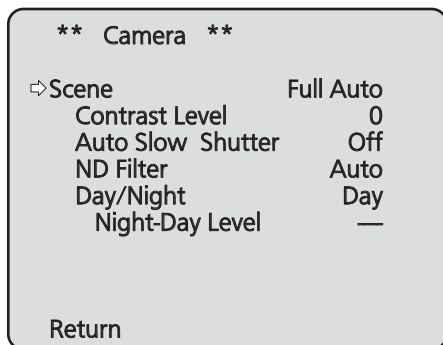 ** Camera **
⇨Scene Full Auto
Contrast Level 0
Auto Slow Shutter Off
ND Filter Auto
Day/Night Day
Night-Day Level —
Return